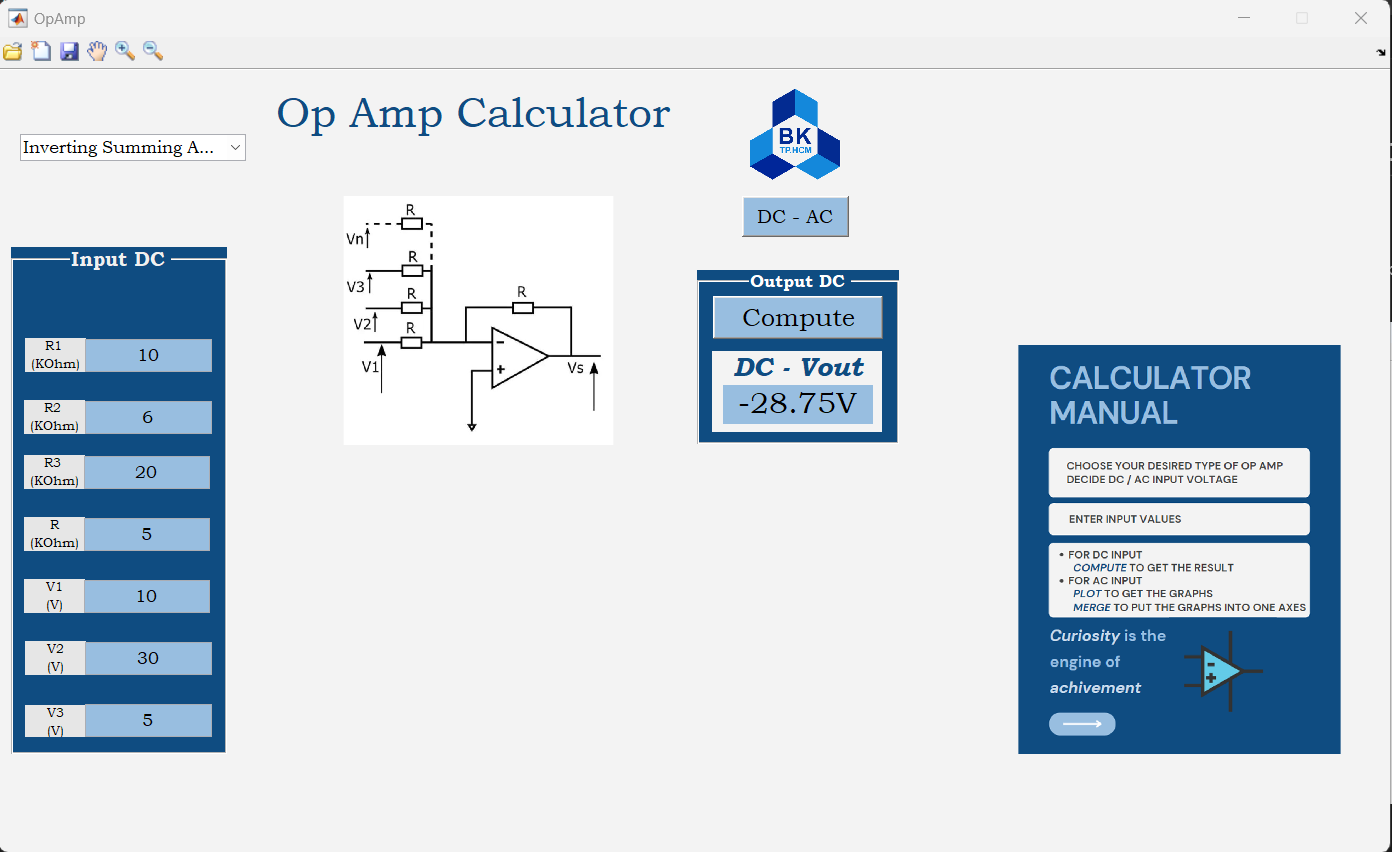 OpAmp
Op Amp Calculator
Inverting Summing A...
BK
TP.HCM
DC - AC
Input DC
R1
(KOhm)
10
R2
(KOhm)
6
R3
(KOhm)
20
R
(KOhm)
5
V1
(V)
10
V2
(V)
30
V3
(V)
5
R
Vn
R
V3
R
V2
R
V1
R
-
+
Vs
Output DC
Compute
DC - Vout
-28.75V
CALCULATOR
MANUAL
CHOOSE YOUR DESIRED TYPE OF OP AMP
DECIDE DC / AC INPUT VOLTAGE
ENTER INPUT VALUES
• FOR DC INPUT
COMPUTE TO GET THE RESULT
• FOR AC INPUT
PLOT TO GET THE GRAPHS
MERGE TO PUT THE GRAPHS INTO ONE AXES
Curiosity is the
engine of
achivement
-
+